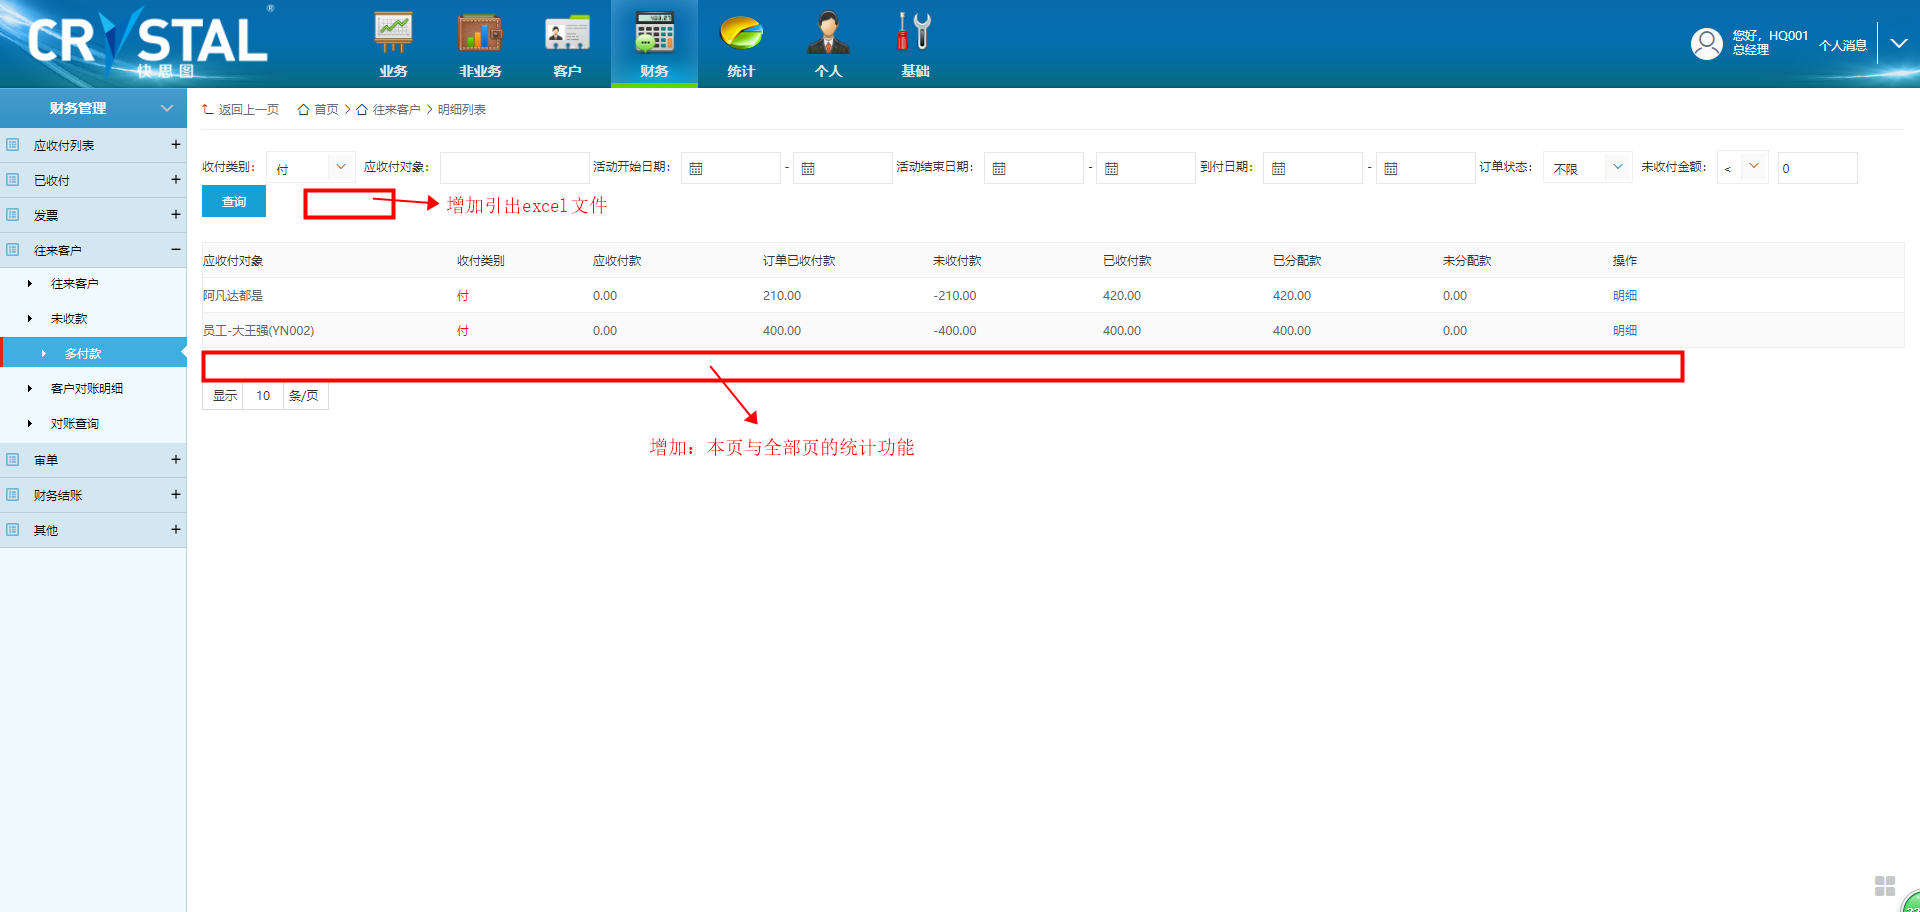 CRYSTAL®
快思图
业务
非业务
客户
财务
统计
个人
基础
您好，HQ001
总经理
个人消息
财务管理
应收付列表
已收付
发票
往来客户
往来客户
未收款
多付款
客户对账明细
对账查询
审单
财务结账
其他
返回上一页 首页 > 往来客户 > 明细列表
收付类别： 付 应收付对象： 活动开始日期： - 活动结束日期： - 到付日期： - 订单状态： 不限 未收付金额： < 0
查询
增加引出excel文件
应收付对象 收付类别 应收付款 订单已收付款 未收付款 已收付款 已分配款 未分配款 操作
阿凡达都是 付 0.00 210.00 -210.00 420.00 420.00 0.00 明细
员工-大王强(YN002) 付 0.00 400.00 -400.00 400.00 400.00 0.00 明细
显示 10 条/页
增加：本页与全部页的统计功能